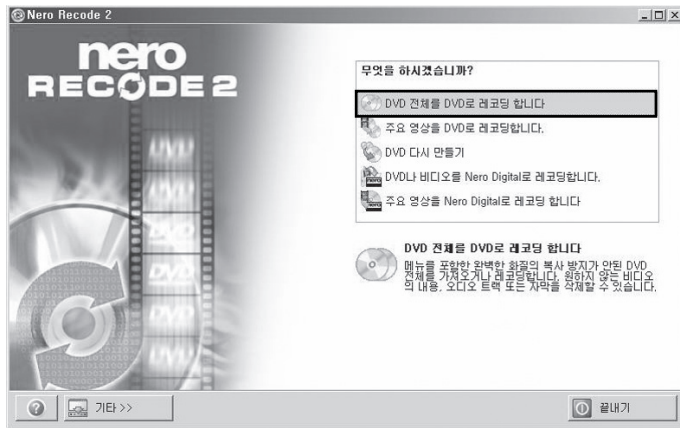 Nero Recode 2
nero
RECODE 2
무엇을 하시겠습니까?
DVD 전체를 DVD로 레코딩 합니다
주요 영상을 DVD로 레코딩합니다.
DVD 다시 만들기
DVD나 비디오를 Nero Digital로 레코딩합니다.
주요 영상을 Nero Digital로 레코딩 합니다
DVD 전체를 DVD로 레코딩 합니다
메뉴를 포함한 완벽한 화질의 복사 방지가 안된 DVD
전체를 가져오거나 레코딩합니다. 원하지 않는 비디오
의 내용, 오디오 트랙 또는 자막을 삭제할 수 있습니다.
DVD
DVD
DVD
DVD
DVD
DVD
기타 >>
끝내기